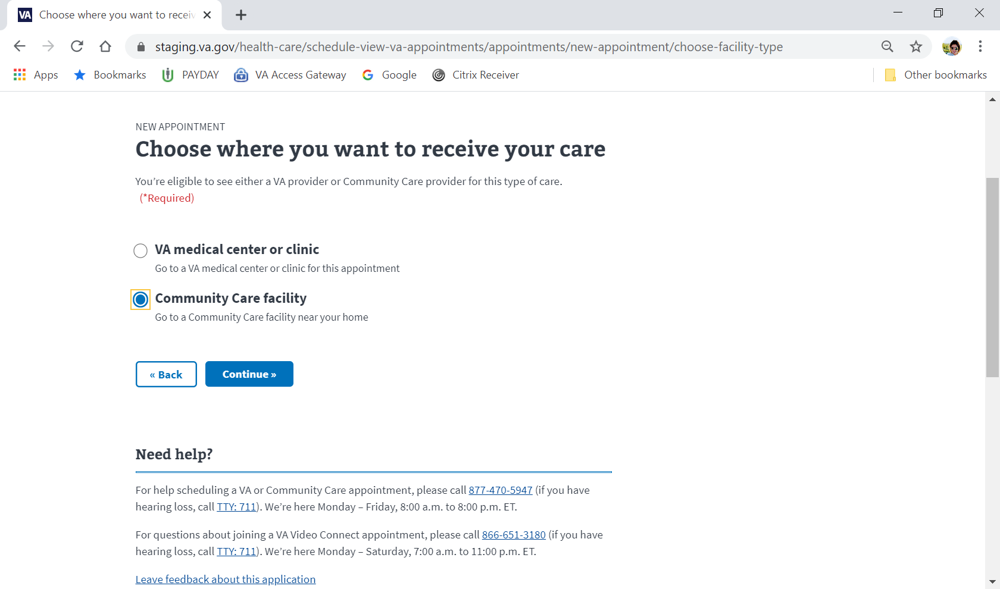 VA Choose where you want to receiv
staging.va.gov/health-care/schedule-view-va-appointments/appointments/new-appointment/choose-facility-type
Apps Bookmarks PAYDAY VA Access Gateway Google Citrix Receiver Other bookmarks
NEW APPOINTMENT
Choose where you want to receive your care
You’re eligible to see either a VA provider or Community Care provider for this type of care.
(*Required)
VA medical center or clinic
Go to a VA medical center or clinic for this appointment
Community Care facility
Go to a Community Care facility near your home
« Back Continue »
Need help?
For help scheduling a VA or Community Care appointment, please call 877-470-5947 (if you have
hearing loss, call TTY: 711). We’re here Monday – Friday, 8:00 a.m. to 8:00 p.m. ET.
For questions about joining a VA Video Connect appointment, please call 866-651-3180 (if you have
hearing loss, call TTY: 711). We’re here Monday – Saturday, 7:00 a.m. to 11:00 p.m. ET.
Leave feedback about this application